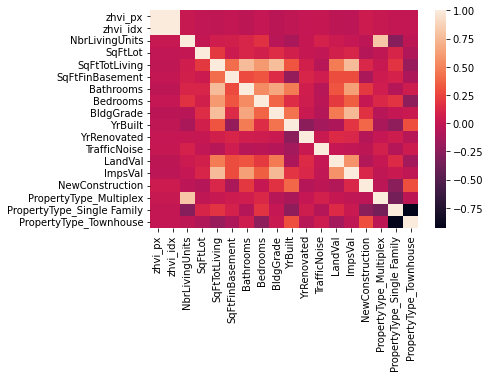 zhvi_px
zhvi_idx
NbrLivingUnits
SqFtLot
SqFtTotLiving
SqFtFinBasement
Bathrooms
Bedrooms
BldgGrade
YrBuilt
YrRenovated
TrafficNoise
LandVal
ImpsVal
NewConstruction
PropertyType_Multiplex
PropertyType_Single Family
PropertyType_Townhouse
zhvi_px
zhvi_idx
NbrLivingUnits
SqFtLot
SqFtTotLiving
SqFtFinBasement
Bathrooms
Bedrooms
BldgGrade
YrBuilt
YrRenovated
TrafficNoise
LandVal
ImpsVal
NewConstruction
PropertyType_Multiplex
PropertyType_Single Family
PropertyType_Townhouse
1.00
0.75
0.50
0.25
0.00
−0.25
−0.50
−0.75